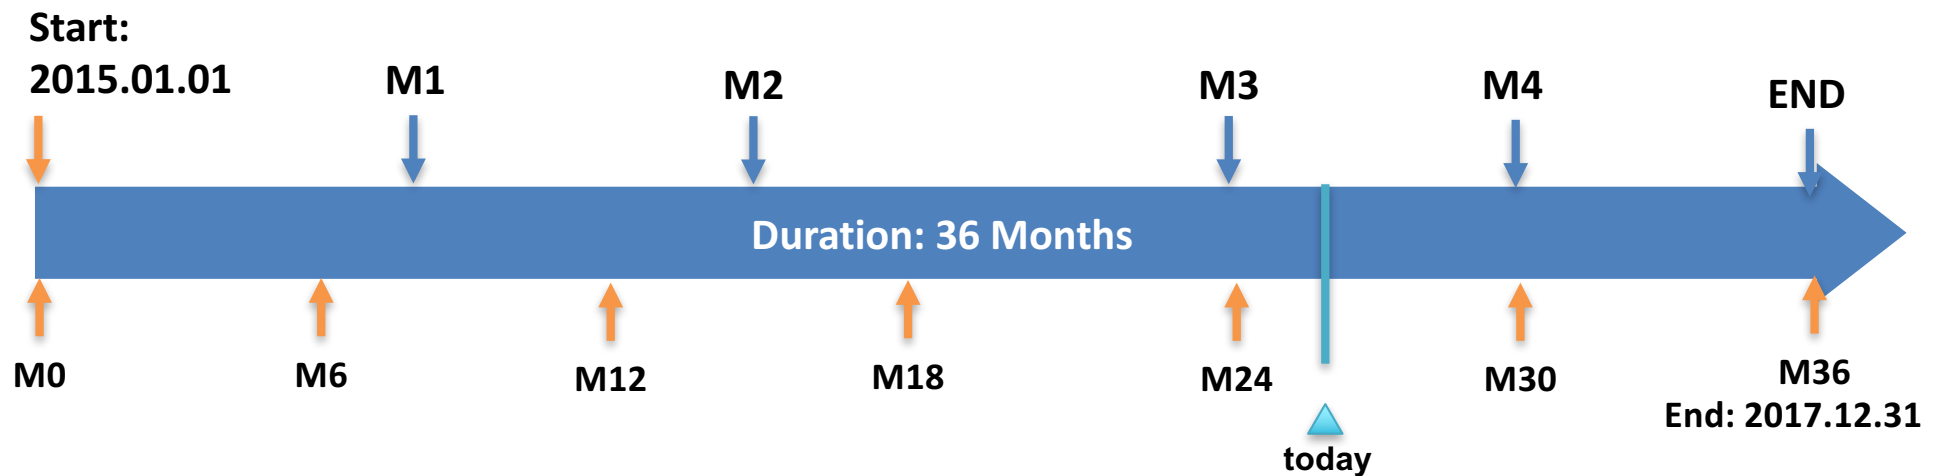 Start:
2015.01.01
M1
M2
M3
M4
END
Duration: 36 Months
M0
M6
M12
M18
M24
M30
M36
End: 2017.12.31
today